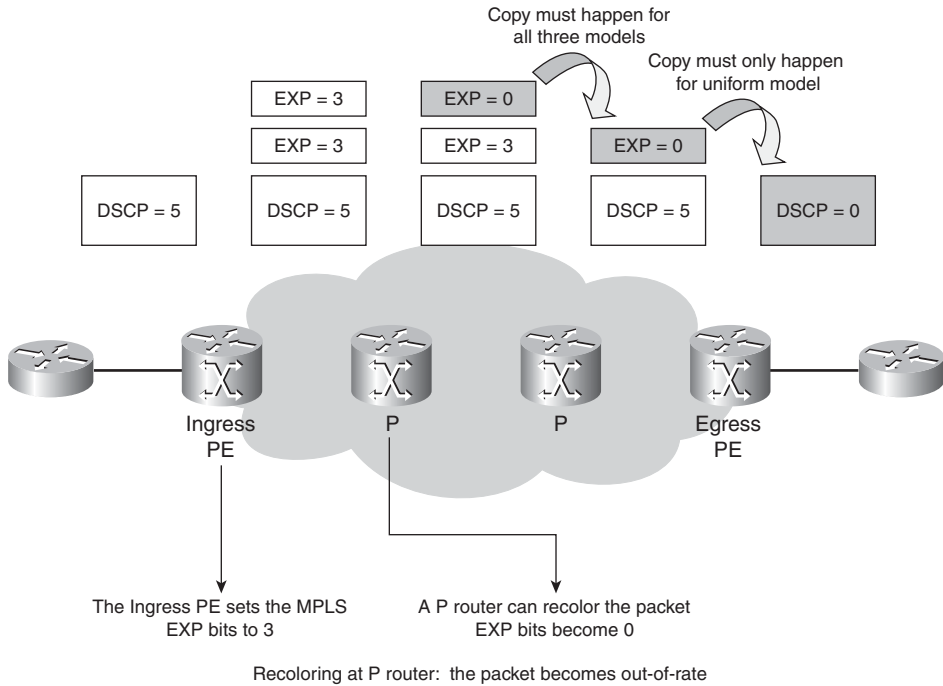 Copy must happen for
all three models
Copy must only happen
for uniform model
EXP = 3
EXP = 0
EXP = 3
EXP = 3
EXP = 0
DSCP = 5
DSCP = 5
DSCP = 5
DSCP = 5
DSCP = 0
Ingress
PE
P
P
Egress
PE
The Ingress PE sets the MPLS
EXP bits to 3
A P router can recolor the packet
EXP bits become 0
Recoloring at P router: the packet becomes out-of-rate